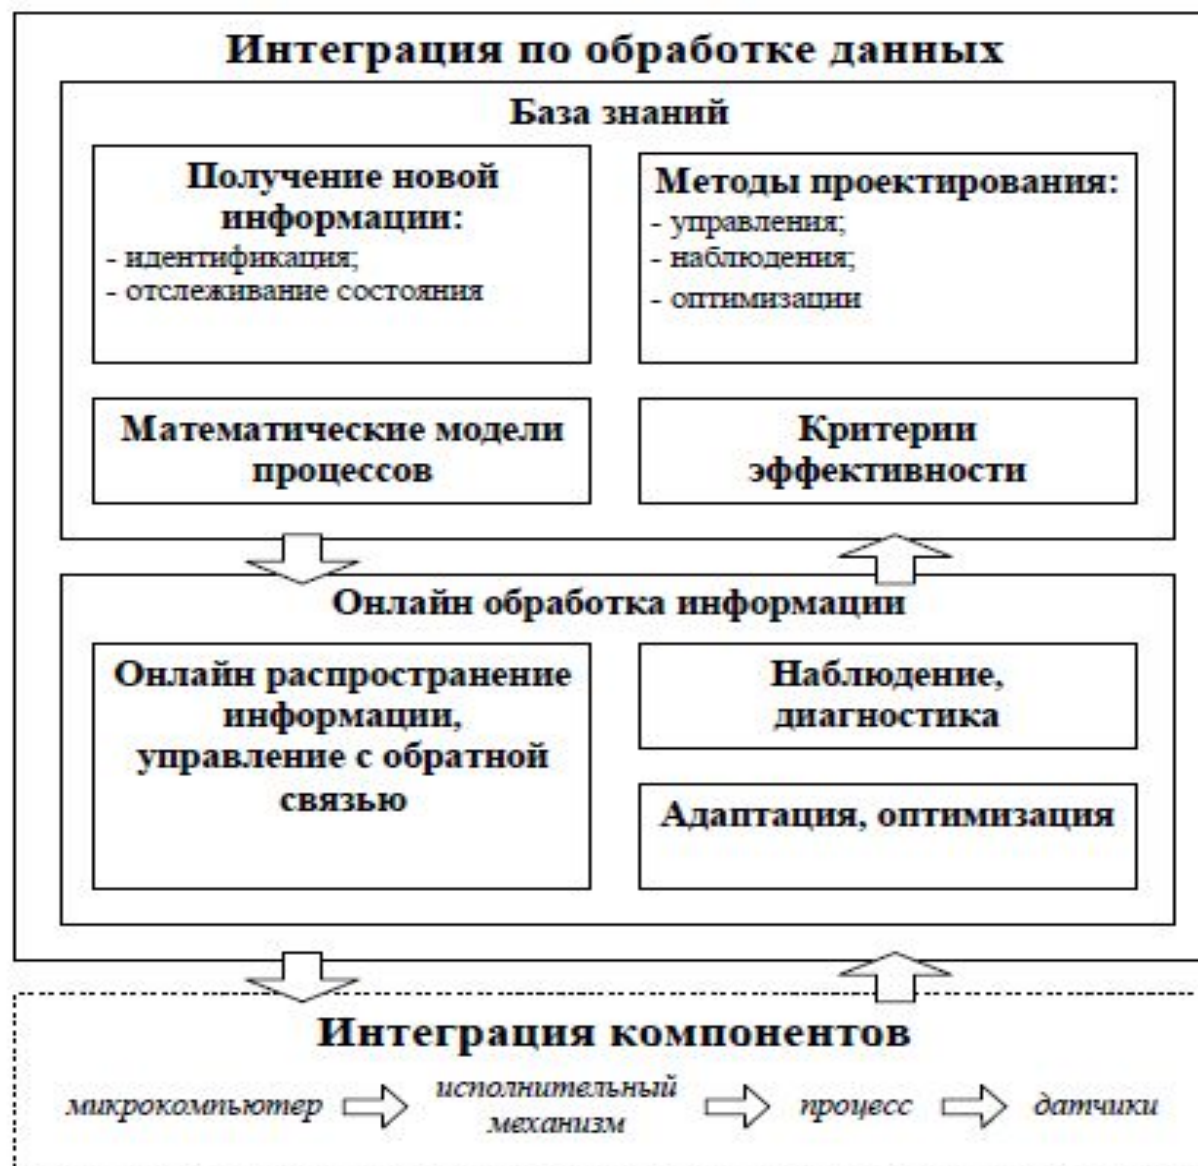 Интеграция по обработке данных
База знаний
Получение новой
информации:
- идентификация;
- отслеживание состояния
Методы проектирования:
- управления;
- наблюдения;
- оптимизации
Математические модели
процессов
Критерии
эффективности
Онлайн обработка информации
Онлайн распространение
информации,
управление с обратной
связью
Наблюдение,
диагностика
Адаптация, оптимизация
Интеграция компонентов
микрокомпьютер
исполнительный
механизм
процесс
датчики